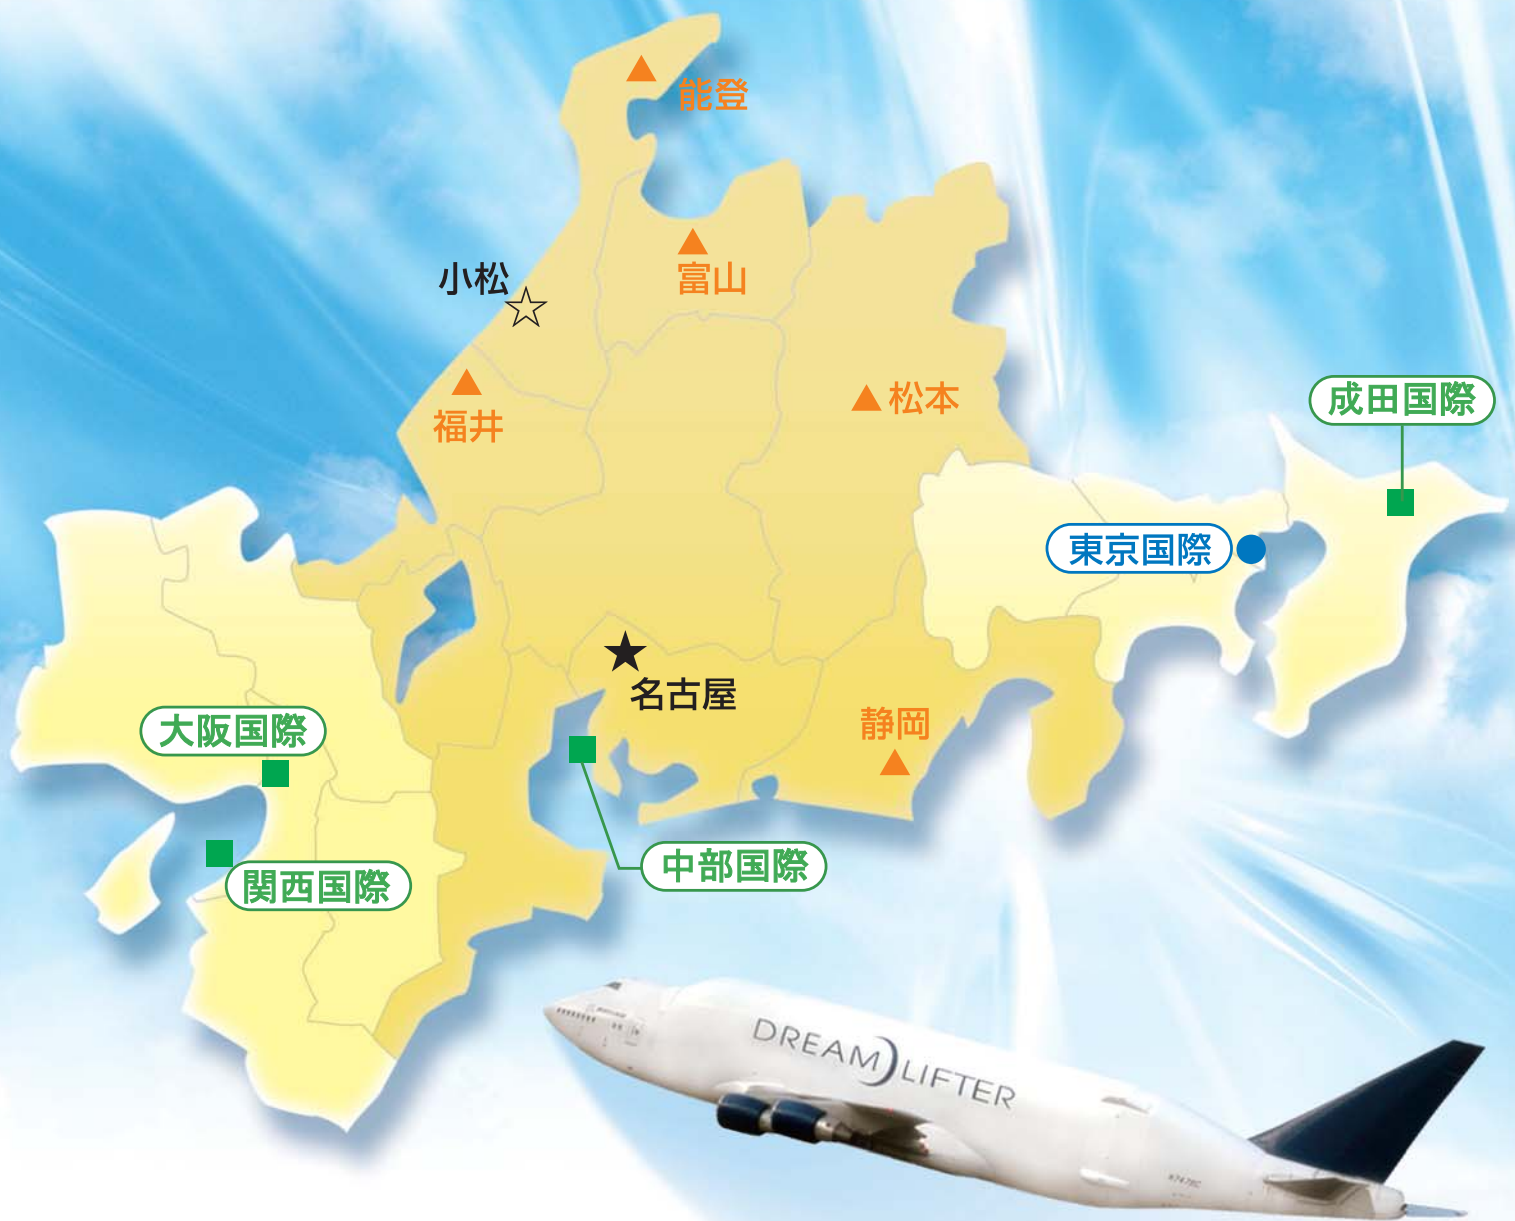 能登
富山
小松
福井
松本
成田国際
東京国際
名古屋
静岡
大阪国際
中部国際
関西国際
DREAM LIFTER